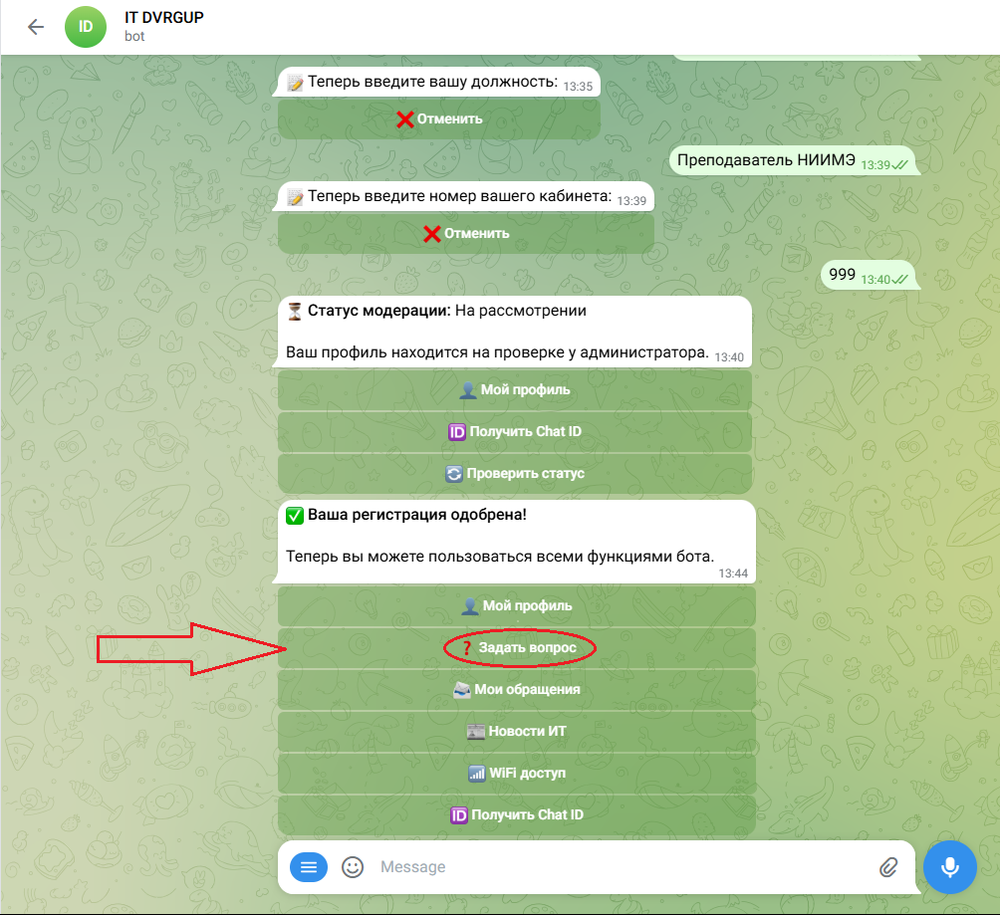 ID
IT DVRGUP
bot
Теперь введите вашу должность: 13:35
Отменить
Преподаватель НИИМЭ 13:39
Теперь введите номер вашего кабинета: 13:39
Отменить
999 13:40
Статус модерации: На рассмотрении
Ваш профиль находится на проверке у администратора. 13:40
Мой профиль
ID Получить Chat ID
Проверить статус
Ваша регистрация одобрена!
Теперь вы можете пользоваться всеми функциями бота.
13:44
Мой профиль
❓ Задать вопрос
Мои обращения
Новости ИТ
WiFi доступ
ID Получить Chat ID
Message